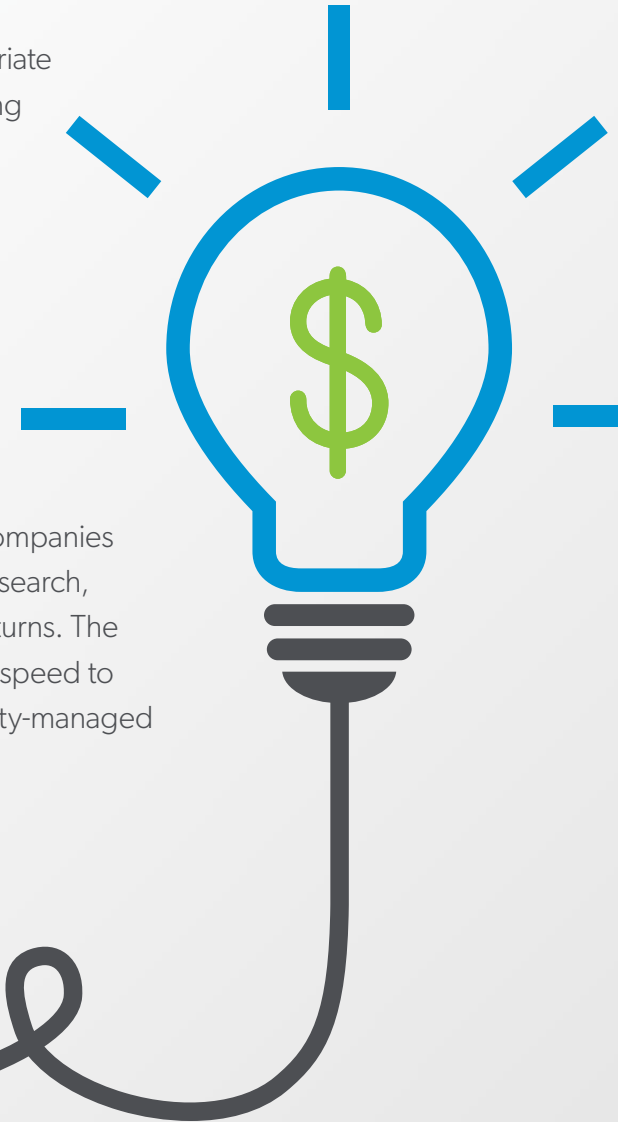 riate
ng
ompanies
search,
turns. The
speed to
ty-managed
$